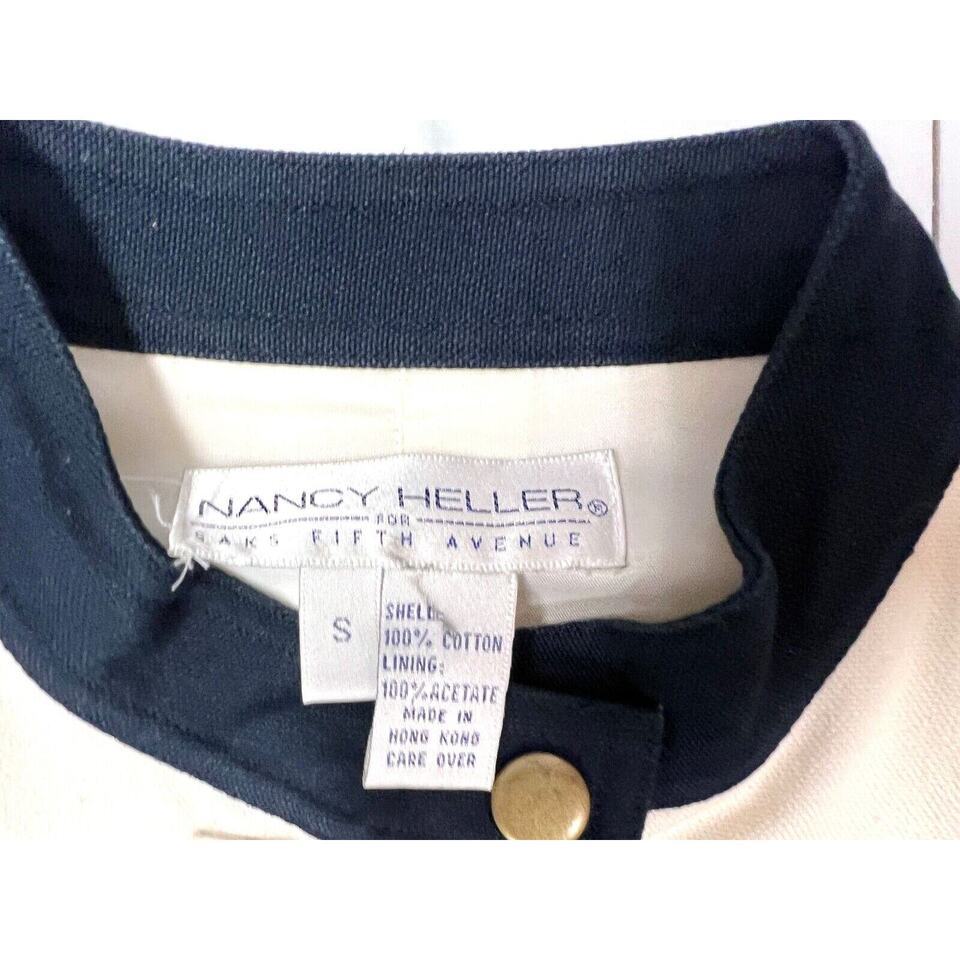 NANCY HELLER®
FOR
SAKS FIFTH AVENUE
S
SHELL:
100% COTTON
LINING:
100% ACETATE
MADE IN
HONG KONG
CARE OVER